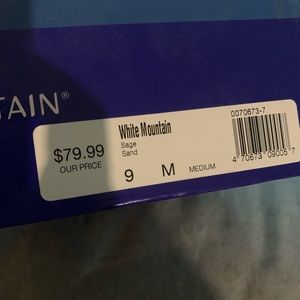 TAIN®
White Mountain
Sage
Sand
$79.99
OUR PRICE
9 M MEDIUM
0070673-7
4 70673 09005 7